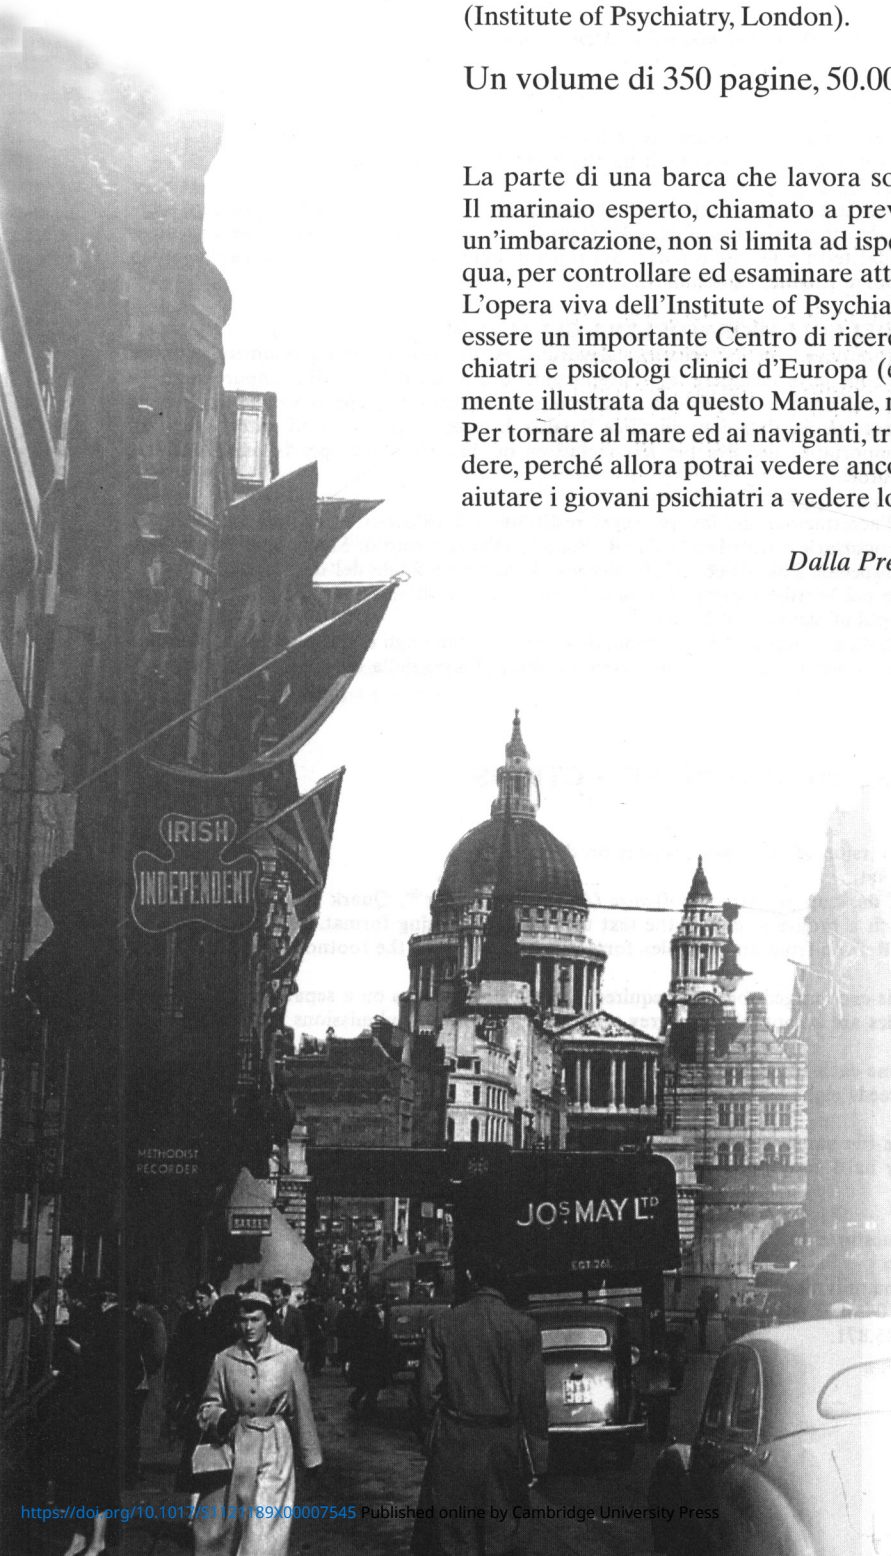 (Institute of Psychiatry, London).
Un volume di 350 pagine, 50.00
La parte di una barca che lavora so
Il marinaio esperto, chiamato a prev
un'imbarcazione, non si limita ad ispe
qua, per controllare ed esaminare att
L'opera viva dell'Institute of Psychia
essere un importante Centro di ricerc
chiatri e psicologi clinici d'Europa (e
mente illustrata da questo Manuale, r
Per tornare al mare ed ai naviganti, tr
dere, perché allora potrai vedere anco
aiutare i giovani psichiatri a vedere lo
Dalla Pre
IRISH
INDEPENDENT
METHODIST
RECORDER
BARBER
JOS. MAY LTD.
https://doi.org/10.1017/S1121189X00007545 Published online by Cambridge University Press